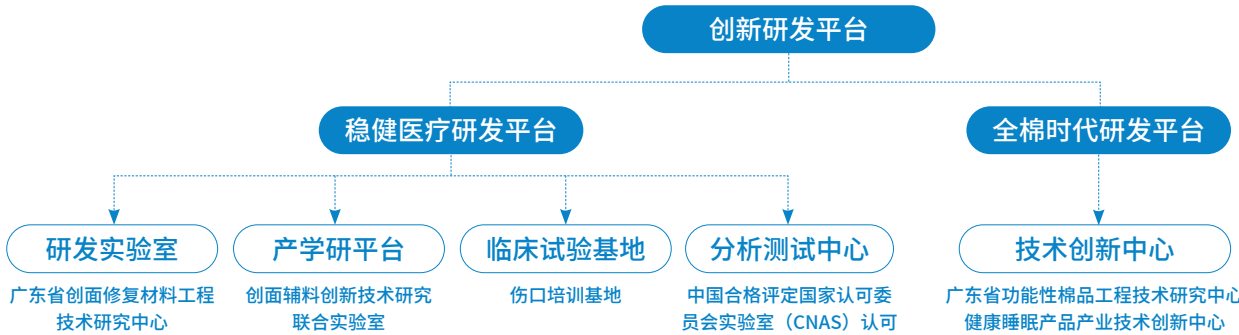 创新研发平台
稳健医疗研发平台
全棉时代研发平台
研发实验室
产学研平台
临床试验基地
分析测试中心
技术创新中心
广东省创面修复材料工程
技术研究中心
创面辅料创新技术研究
联合实验室
伤口培训基地
中国合格评定国家认可委
员会实验室（CNAS）认可
广东省功能性棉品工程技术研究中心
健康睡眠产品产业技术创新中心